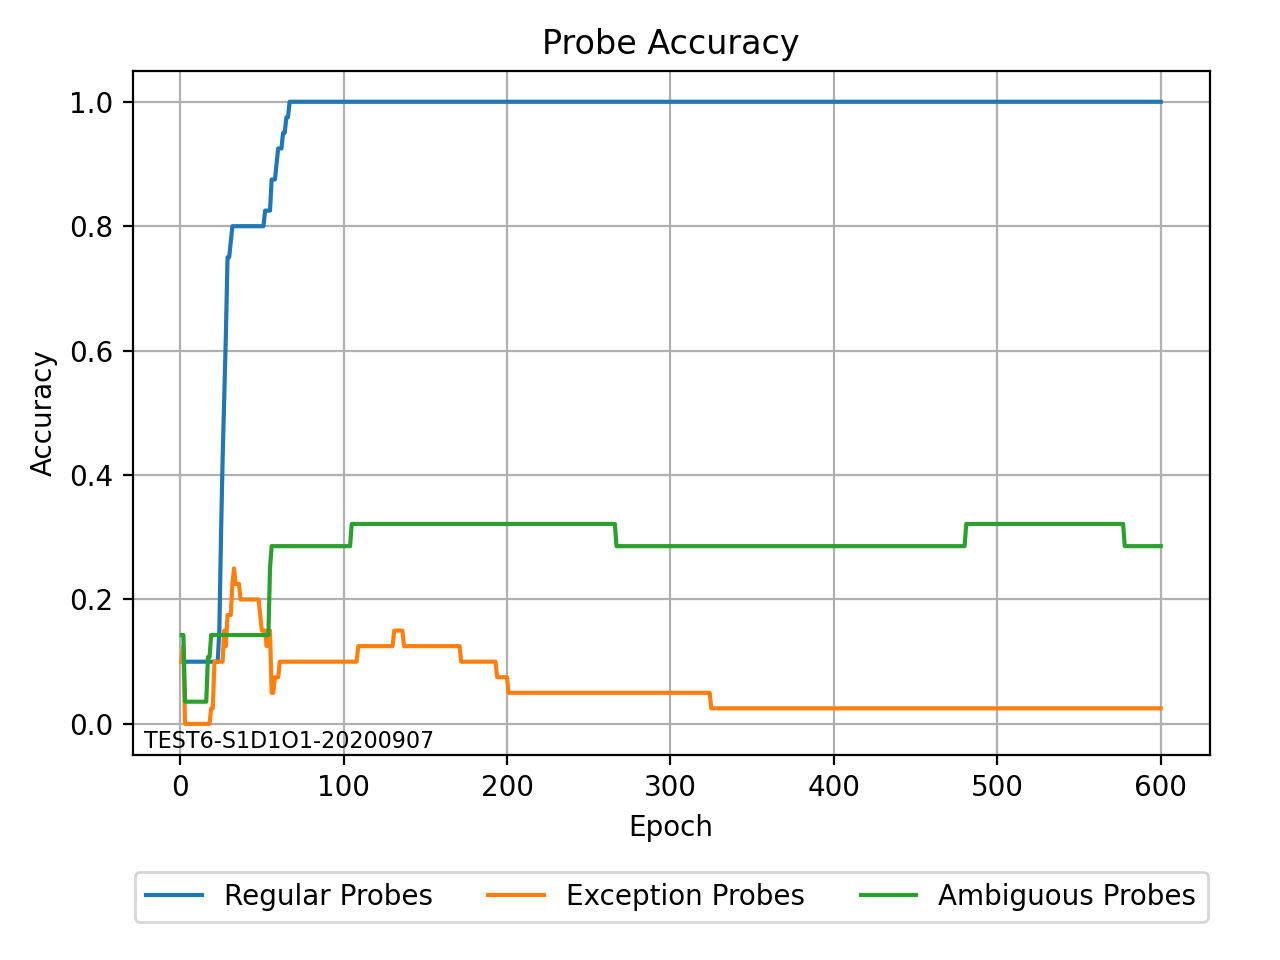 Probe Accuracy
1.0
0.8
0.6
0.4
0.2
0.0
Accuracy
TEST6-S1D1O1-20200907
0 100 200 300 400 500 600
Epoch
Regular Probes Exception Probes Ambiguous Probes